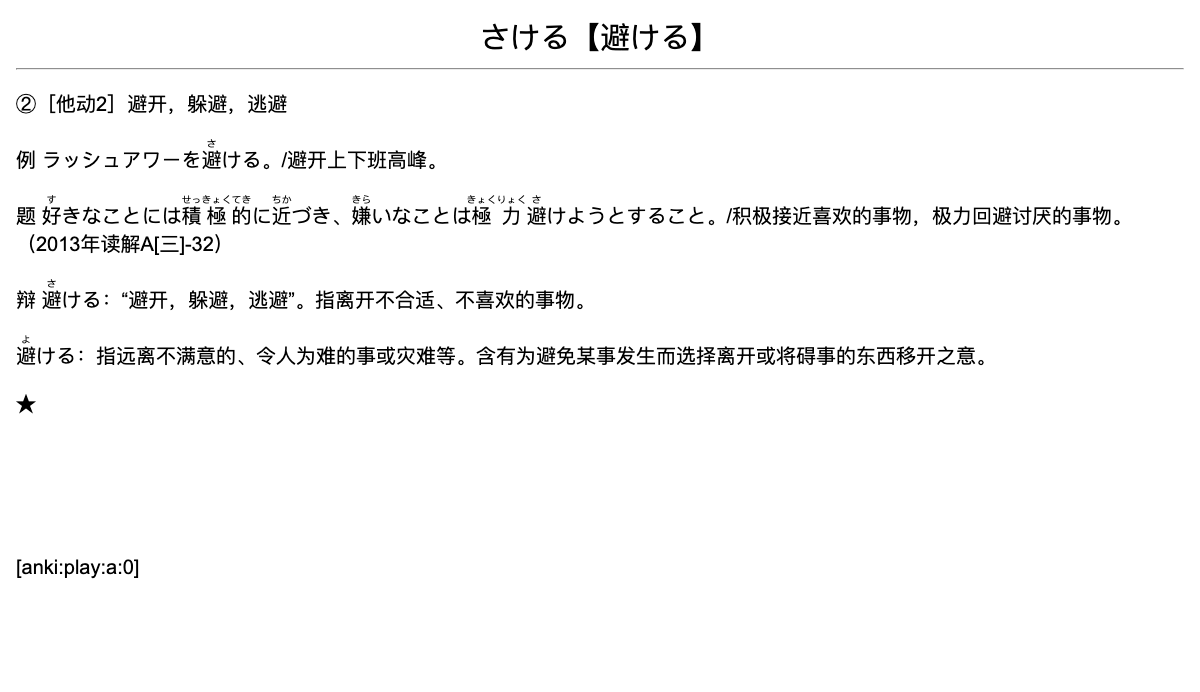 さける【避ける】
②［他动2］避开，躲避，逃避
さ
例 ラッシュアワーを避ける。/避开上下班高峰。
す せっきょくてき ちか きら きょくりょく さ
题 好きなことには積極的に近づき、嫌いなことは極力避けようとすること。/积极接近喜欢的事物，极力回避讨厌的事物。
（2013年读解A[三]-32）
さ
辩 避ける：“避开，躲避，逃避”。指离开不合适、不喜欢的事物。
よ
避ける：指远离不满意的、令人为难的事或灾难等。含有为避免某事发生而选择离开或将碍事的东西移开之意。
★
[anki:play:a:0]